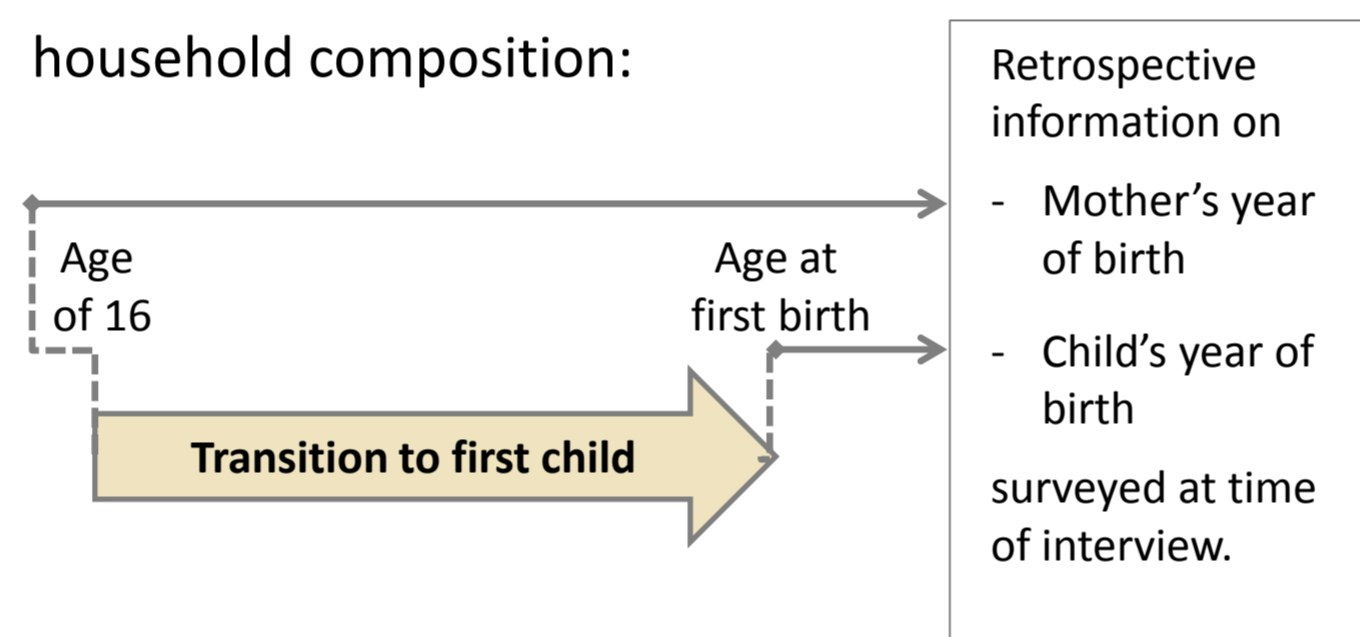 household composition:
Age
of 16
Age at
first birth
Transition to first child
Retrospective
information on
- Mother’s year
of birth
- Child’s year of
birth
surveyed at time
of interview.